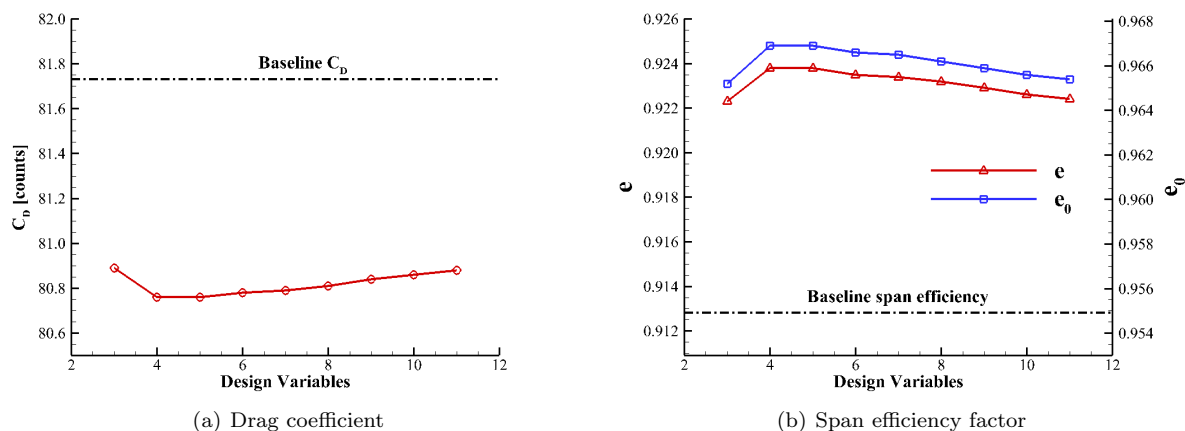 82.0
81.8
81.6
81.4
81.2
81.0
80.8
80.6
C_D [counts]
Baseline C_D
2 4 6 8 10 12
Design Variables
(a) Drag coefficient
0.926
0.924
0.922
0.920
0.918
0.916
0.914
0.912
e
e
e_0
Baseline span efficiency
0.968
0.966
0.964
0.962
0.960
0.958
0.956
0.954
e_0
2 4 6 8 10 12
Design Variables
(b) Span efficiency factor